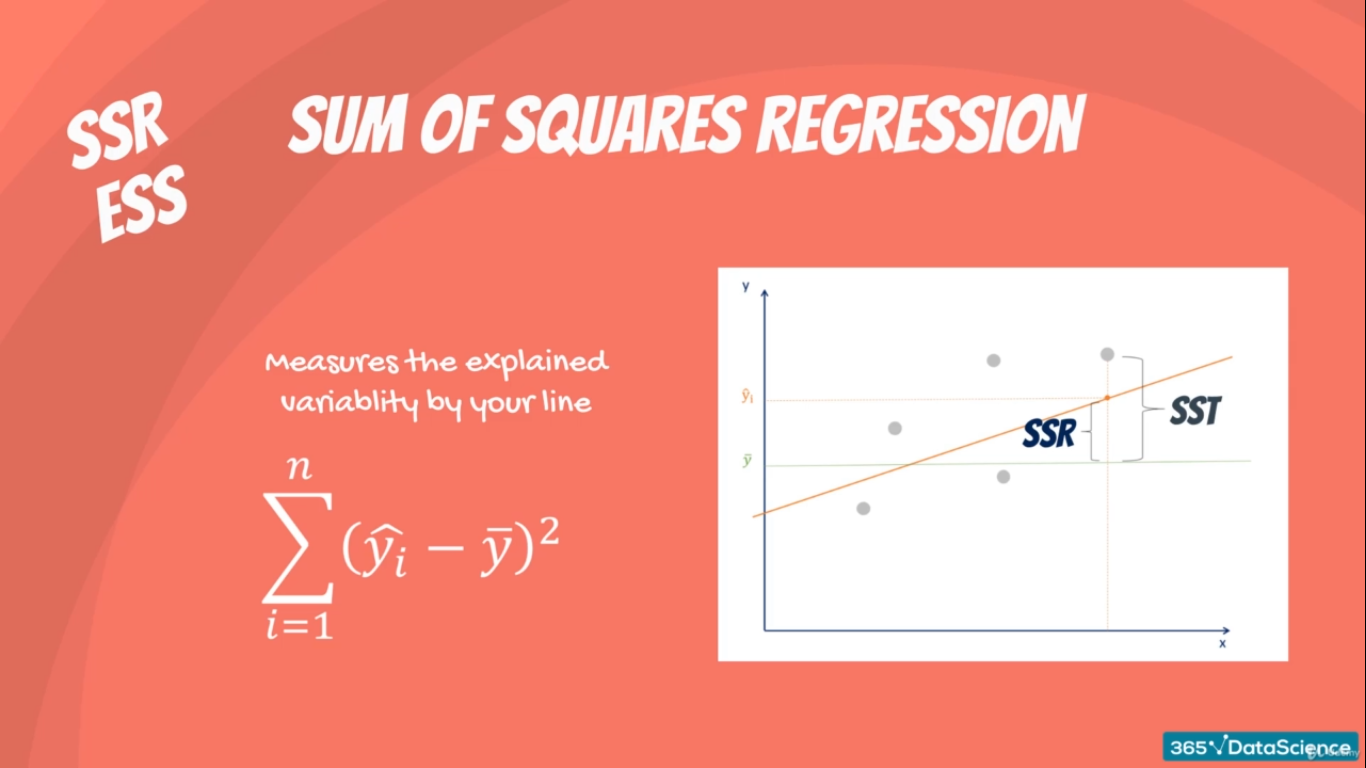 SSR
ESS
SUM OF SQUARES REGRESSION
Measures the explained
variablity by your line
n
∑(ŷᵢ − ȳ)²
i=1
y
ŷᵢ
ȳ
SSR
SST
x
365 DataScience
Udemy